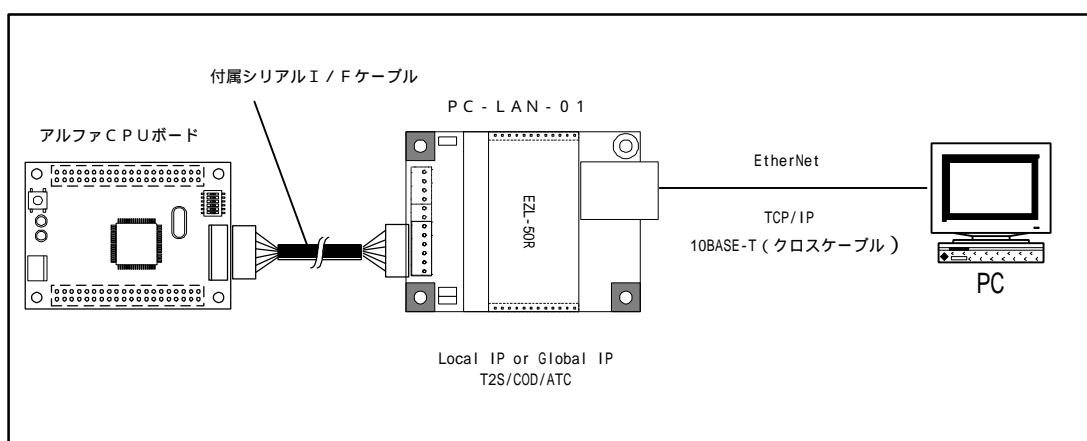 付属シリアルI/Fケーブル
PC-LAN-01
アルファCPUボード
EZL-50R
EtherNet
TCP/IP
10BASE-T(クロスケーブル)
PC
Local IP or Global IP
T2S/COD/ATC